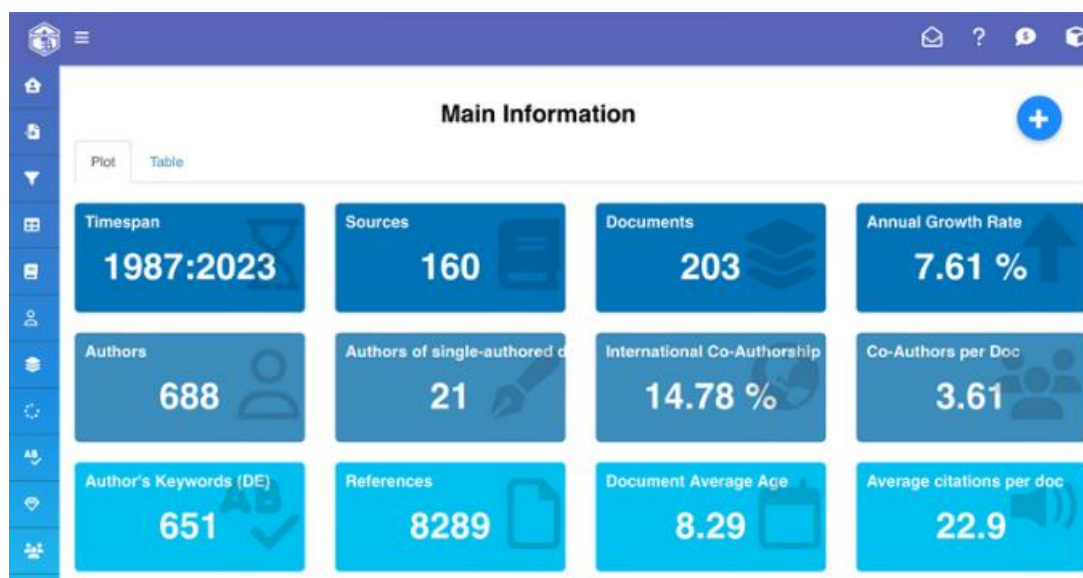 ?
$
Main Information
Plot Table
Timespan Sources Documents Annual Growth Rate
1987:2023 160 203 7.61 %
Authors Authors of single-authored d International Co-Authorship Co-Authors per Doc
688 21 14.78 % 3.61
Author's Keywords (DE) References Document Average Age Average citations per doc
AB
651 8289 8.29 22.9
AB